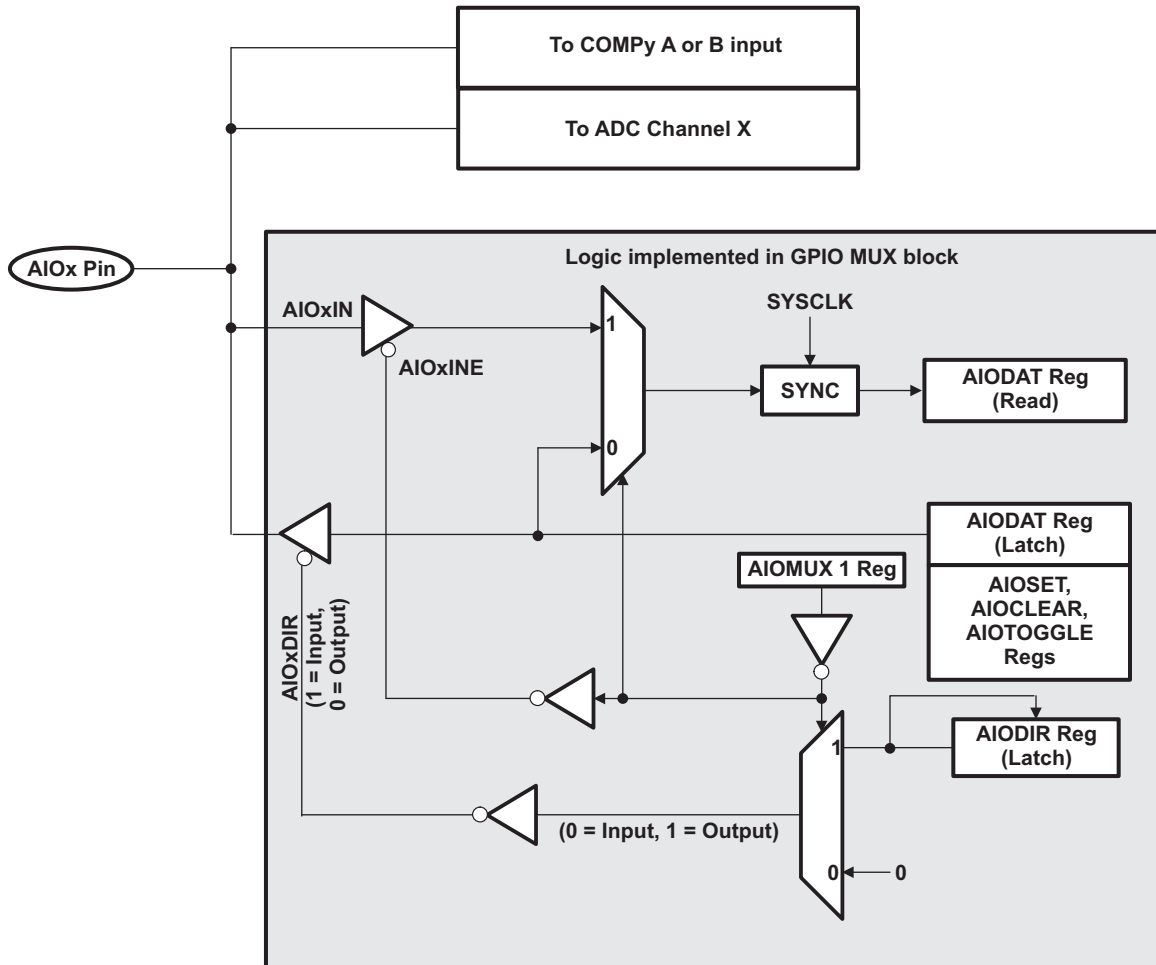 To COMPy A or B input
To ADC Channel X
AIOx Pin
Logic implemented in GPIO MUX block
AIOxIN
SYSCLK
1
AIOxINE
SYNC
AIODAT Reg
(Read)
0
AIODAT Reg
(Latch)
AIOMUX 1 Reg
AIOSET,
AIOCLEAR,
AIOTOGGLE
Regs
AIOxDIR
(1 = Input,
0 = Output)
1
AIODIR Reg
(Latch)
(0 = Input, 1 = Output)
0
0